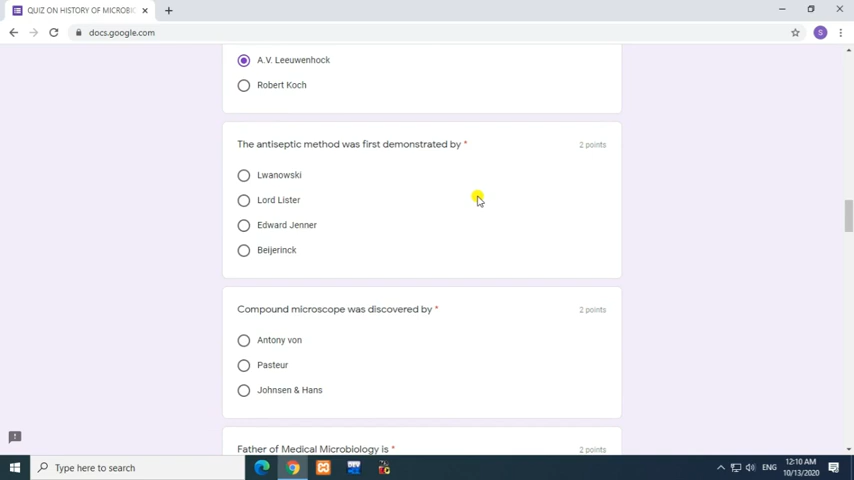 QUIZ ON HISTORY OF MICROBIO
docs.google.com
S
A.V. Leeuwenhock
Robert Koch
The antiseptic method was first demonstrated by *
2 points
Lwanowski
Lord Lister
Edward Jenner
Beijerinck
Compound microscope was discovered by *
2 points
Antony von
Pasteur
Johnsen & Hans
Father of Medical Microbiology is *
2 points
Type here to search
ENG
12:10 AM
10/13/2020